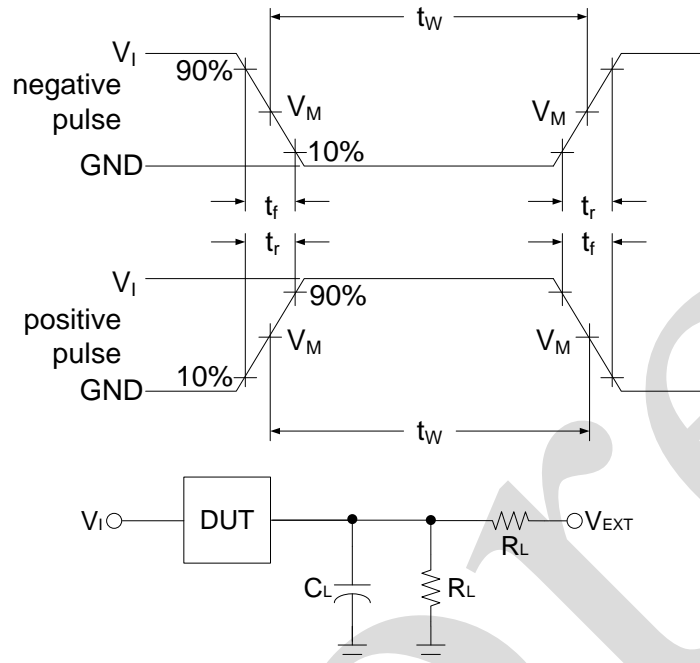 tW
VI
90%
negative
pulse
VM
VM
10%
GND
tf
tr
tr
tf
VI
90%
positive
pulse
VM
VM
10%
GND
tW
VI
DUT
VEXT
RL
CL
RL